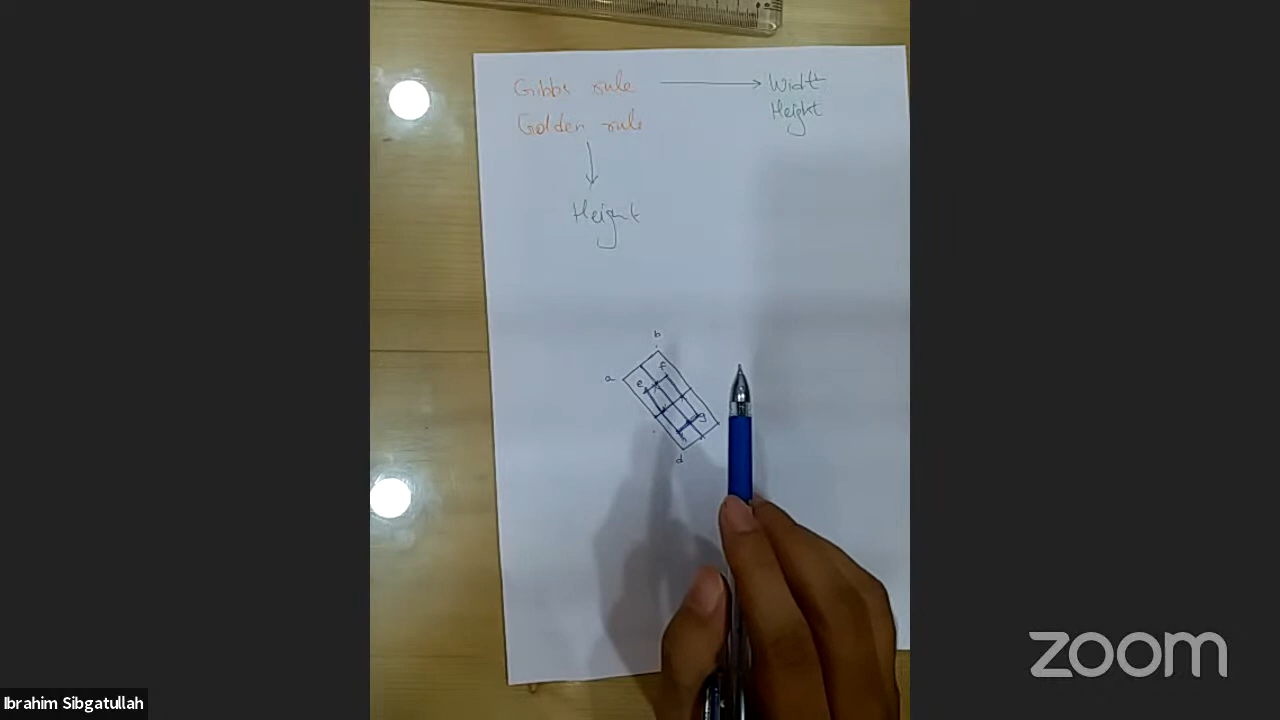 Gibbs rule Width
Height
Golden rule
Height
b
a
f
e
g
d
zoom
Ibrahim Sibgatullah